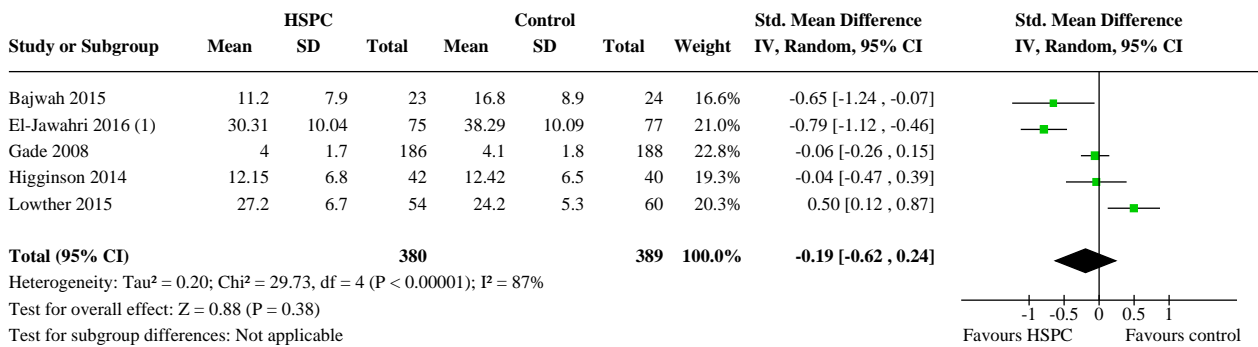 HSPC Control Std. Mean Difference Std. Mean Difference
Study or Subgroup Mean SD Total Mean SD Total Weight IV, Random, 95% CI IV, Random, 95% CI
Bajwah 2015 11.2 7.9 23 16.8 8.9 24 16.6% -0.65 [-1.24 , -0.07]
El-Jawahri 2016 (1) 30.31 10.04 75 38.29 10.09 77 21.0% -0.79 [-1.12 , -0.46]
Gade 2008 4 1.7 186 4.1 1.8 188 22.8% -0.06 [-0.26 , 0.15]
Higginson 2014 12.15 6.8 42 12.42 6.5 40 19.3% -0.04 [-0.47 , 0.39]
Lowther 2015 27.2 6.7 54 24.2 5.3 60 20.3% 0.50 [0.12 , 0.87]
Total (95% CI) 380 389 100.0% -0.19 [-0.62 , 0.24]
Heterogeneity: Tau² = 0.20; Chi² = 29.73, df = 4 (P < 0.00001); I² = 87%
Test for overall effect: Z = 0.88 (P = 0.38)
Test for subgroup differences: Not applicable
-1 -0.5 0 0.5 1
Favours HSPC Favours control